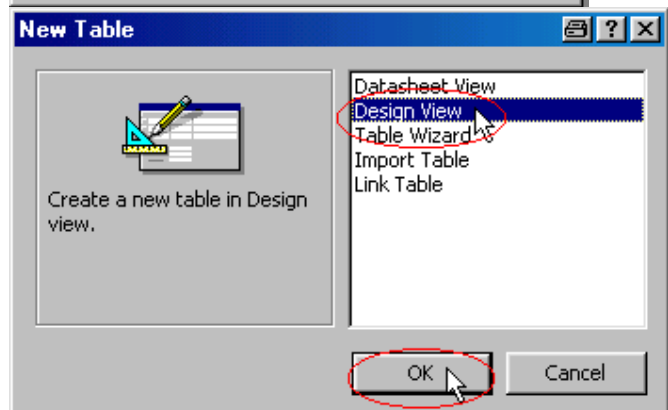 New Table
Datasheet View
Design View
Table Wizard
Import Table
Link Table
Create a new table in Design
view.
OK
Cancel